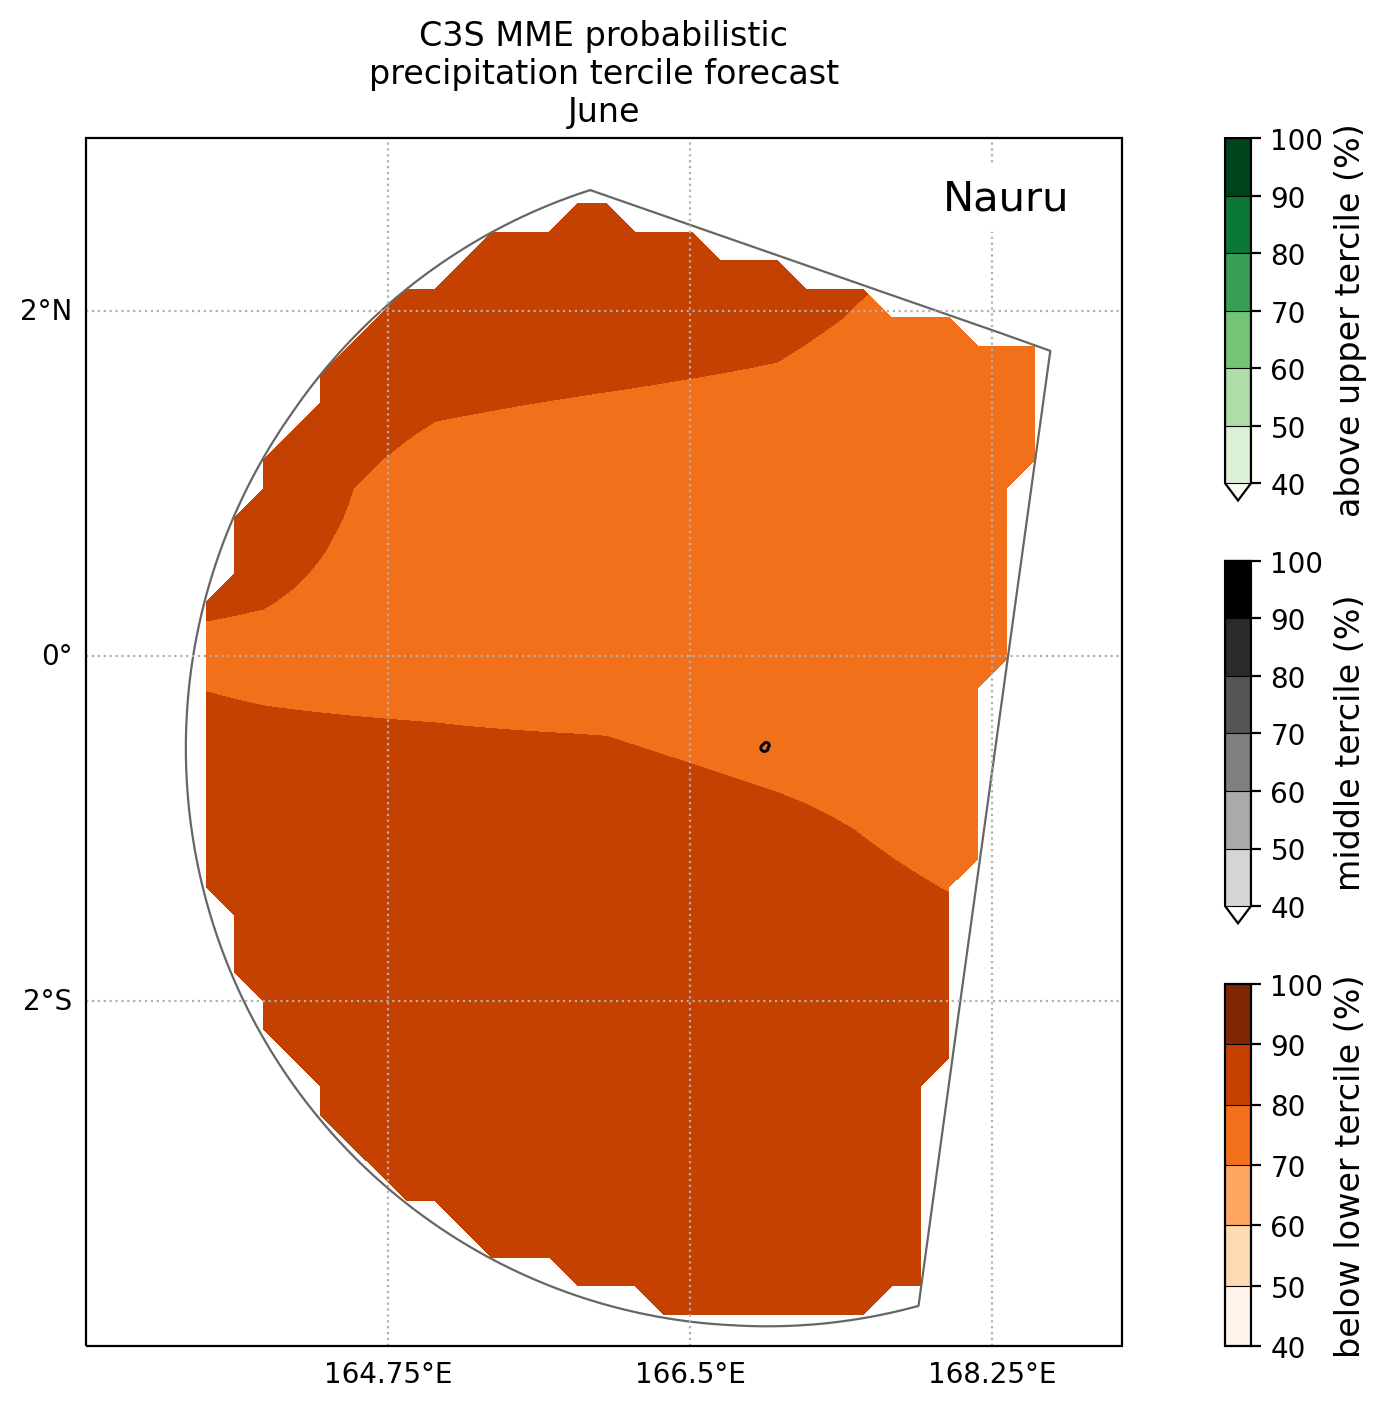 C3S MME probabilistic
precipitation tercile forecast
June
Nauru
2°N
0°
2°S
164.75°E
166.5°E
168.25°E
100
90
80
70
60
50
40
above upper tercile (%)
100
90
80
70
60
50
40
middle tercile (%)
100
90
80
70
60
50
40
below lower tercile (%)